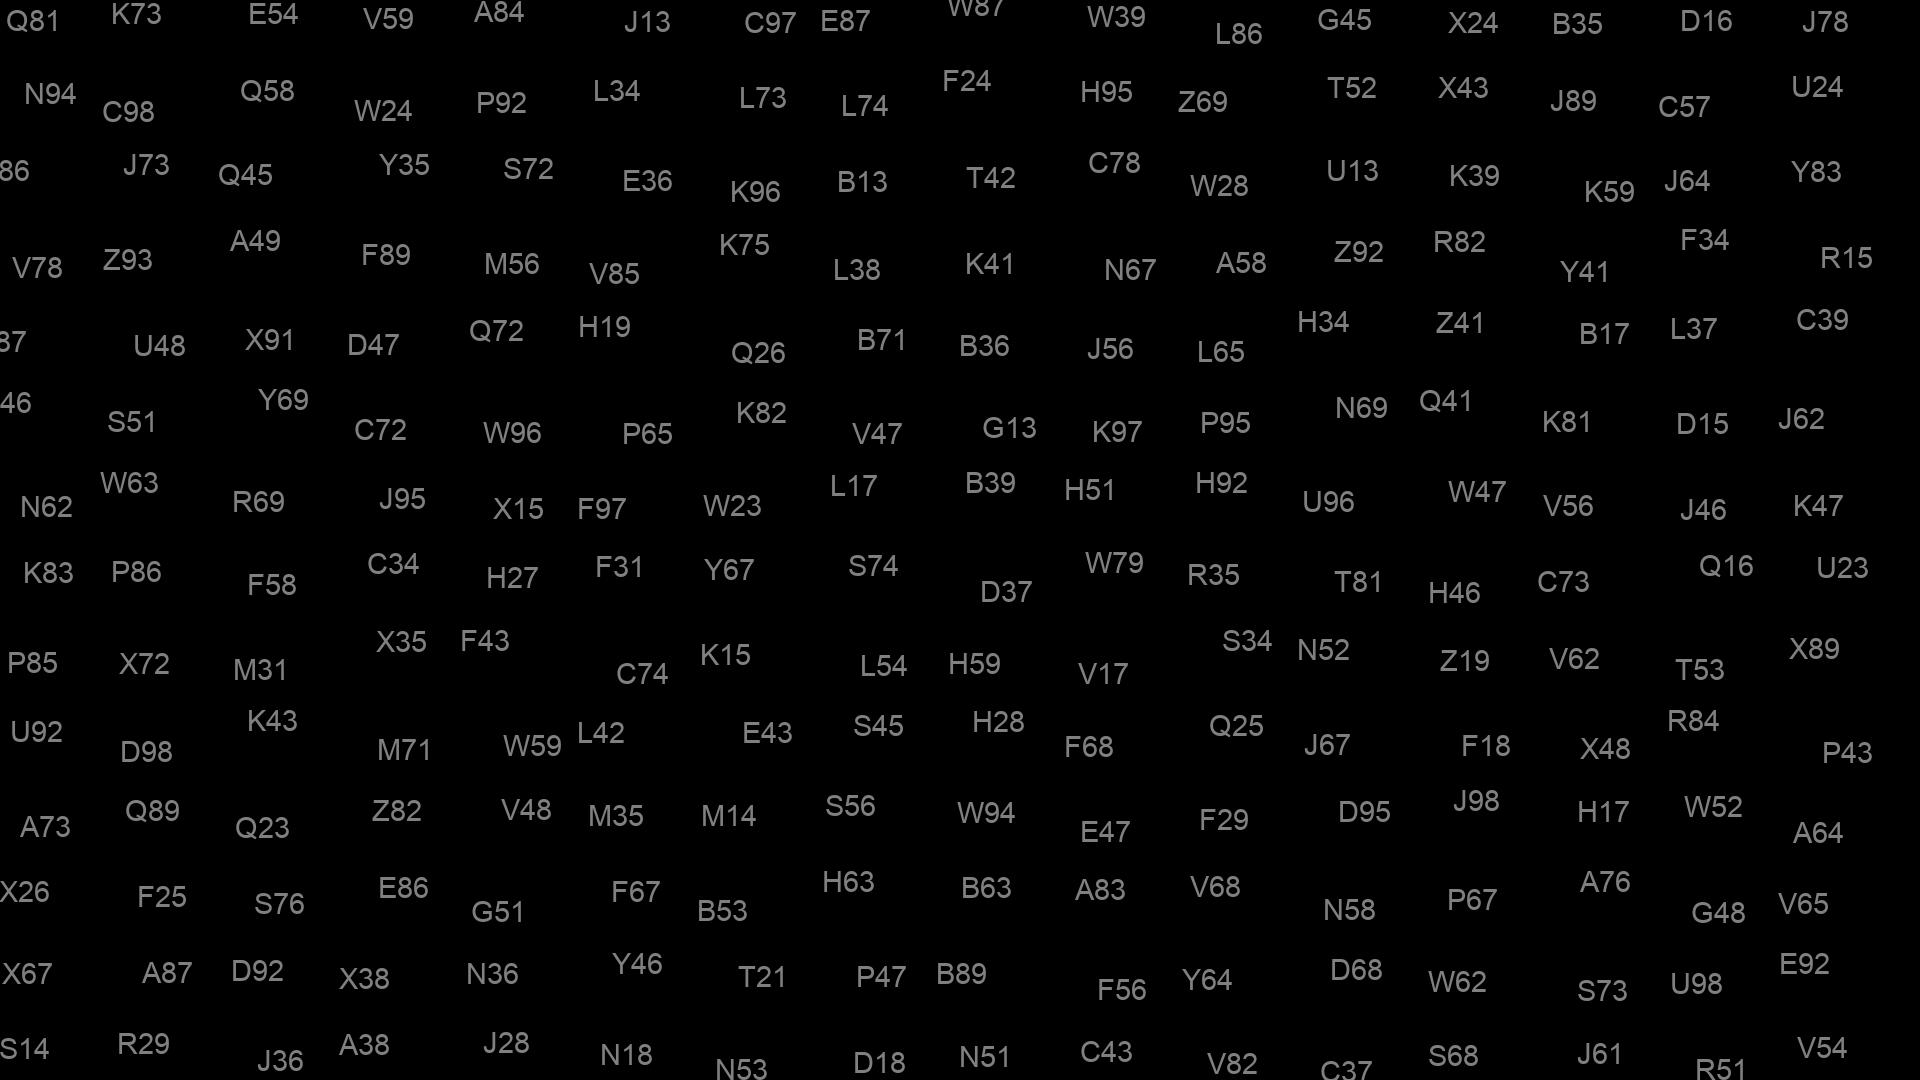 Q81 K73 E54 V59 A84 J13 C97 E87 W87 W39 L86 G45 X24 B35 D16 J78
N94 C98 Q58 W24 P92 L34 L73 L74 F24 H95 Z69 T52 X43 J89 C57 U24
86 J73 Q45 Y35 S72 E36 K96 B13 T42 C78 W28 U13 K39 K59 J64 Y83
V78 Z93 A49 F89 M56 V85 K75 L38 K41 N67 A58 Z92 R82 Y41 F34 R15
37 U48 X91 D47 Q72 H19 Q26 B71 B36 J56 L65 H34 Z41 B17 L37 C39
46 S51 Y69 C72 W96 P65 K82 V47 G13 K97 P95 N69 Q41 K81 D15 J62
N62 W63 R69 J95 X15 F97 W23 L17 B39 H51 H92 U96 W47 V56 J46 K47
K83 P86 F58 C34 H27 F31 Y67 S74 D37 W79 R35 T81 H46 C73 Q16 U23
P85 X72 M31 X35 F43 C74 K15 L54 H59 V17 S34 N52 Z19 V62 T53 X89
U92 D98 K43 M71 W59 L42 E43 S45 H28 F68 Q25 J67 F18 X48 R84 P43
A73 Q89 Q23 Z82 V48 M35 M14 S56 W94 E47 F29 D95 J98 H17 W52 A64
X26 F25 S76 E86 G51 F67 B53 H63 B63 A83 V68 N58 P67 A76 G48 V65
X67 A87 D92 X38 N36 Y46 T21 P47 B89 F56 Y64 D68 W62 S73 U98 E92
S14 R29 J36 A38 J28 N18 N53 D18 N51 C43 V82 C37 S68 J61 R51 V54